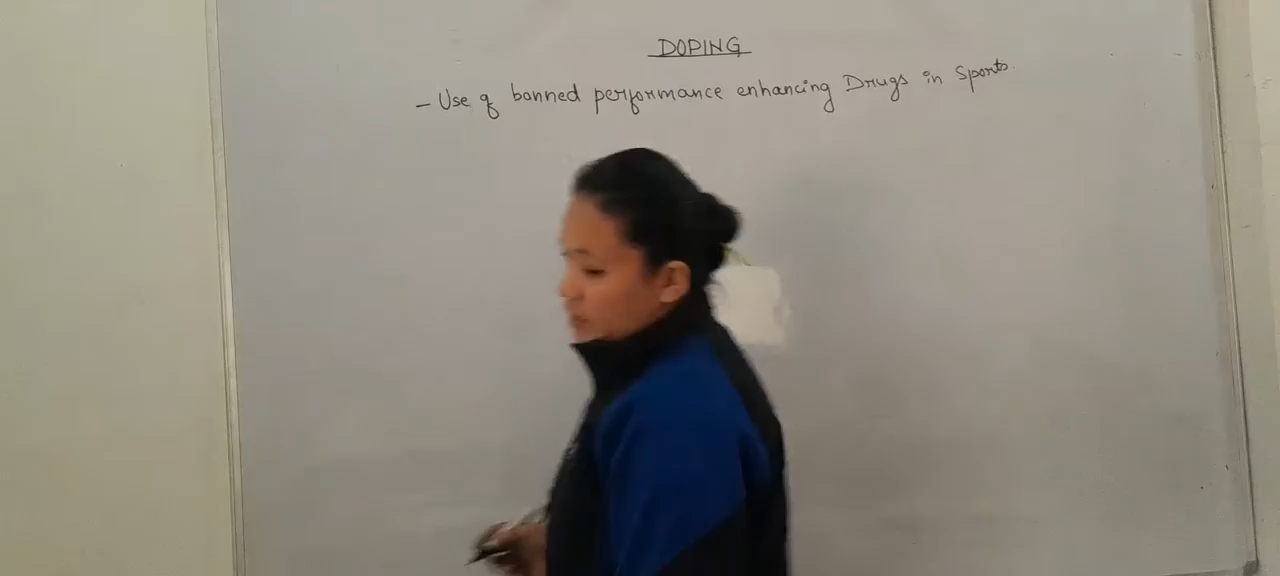 DOPING
- Use of banned performance enhancing Drugs in Sports.